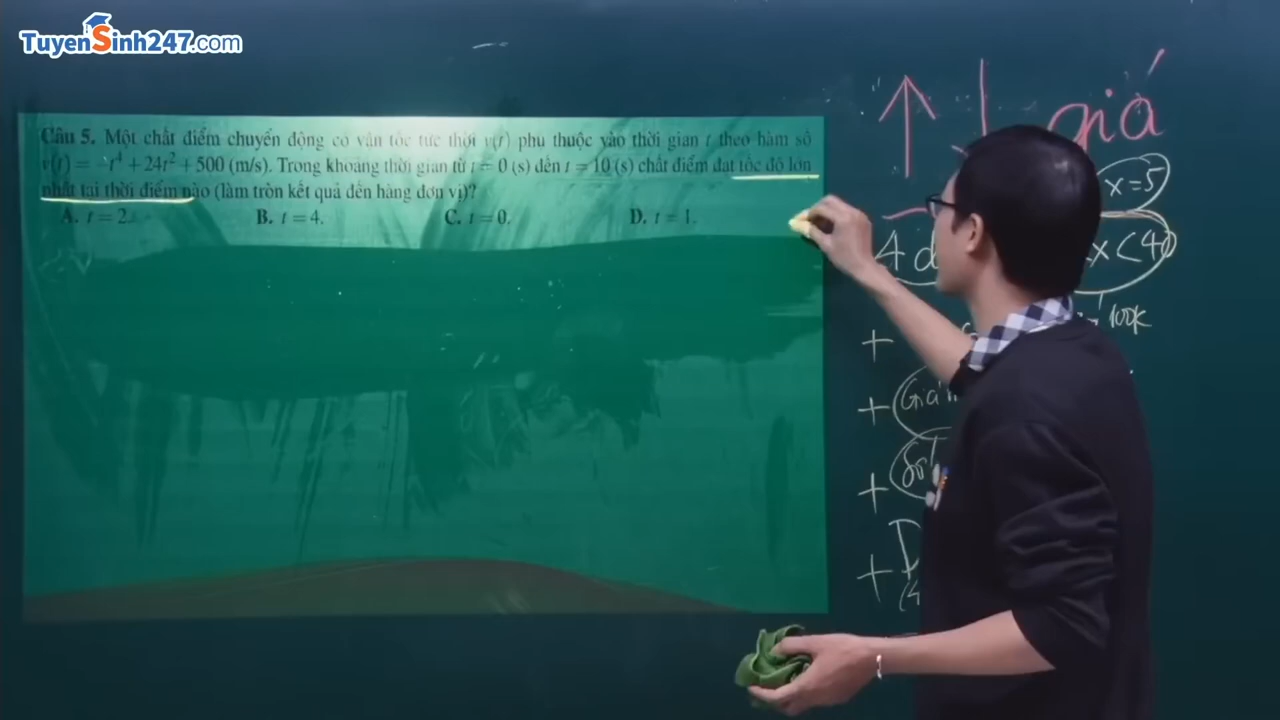 TuyenSinh247.com
Câu 5. Một chất điểm chuyển động có vận tốc tức thời v(t) phụ thuộc vào thời gian t theo hàm số
v(t) = −t⁴ + 24t² + 500 (m/s). Trong khoảng thời gian từ t = 0 (s) đến t = 10 (s) chất điểm đạt tốc độ lớn
nhất tại thời điểm nào (làm tròn kết quả đến hàng đơn vị)?
A. t = 2. B. t = 4. C. t = 0. D. t = 1.
↑ giá
x=5
x<40
100k
+
+ Giá
+
+